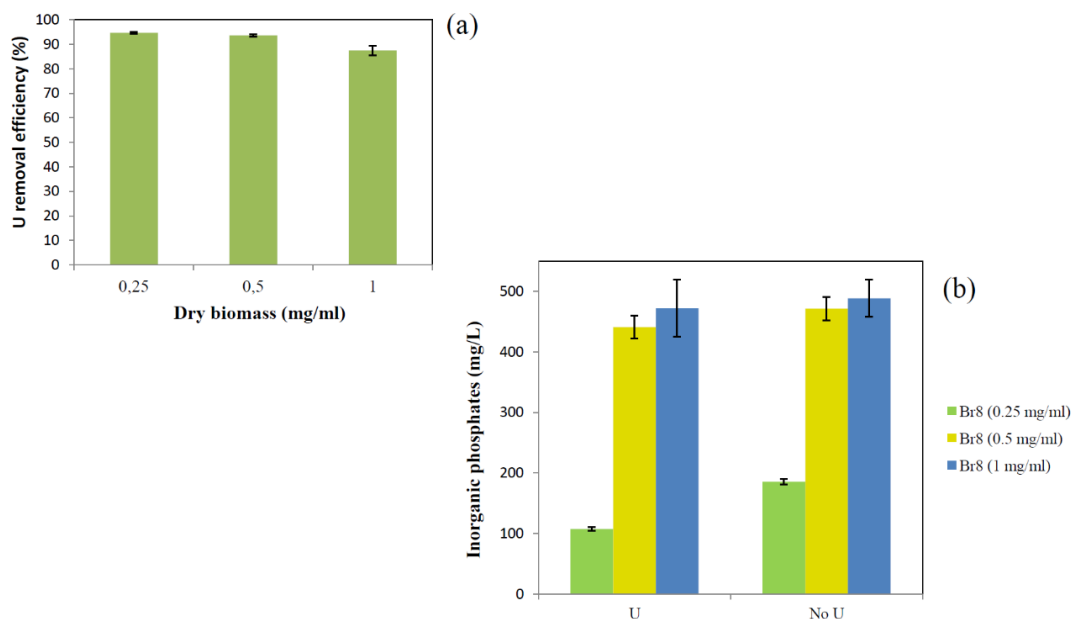 (a)
U removal efficiency (%)
100
90
80
70
60
50
40
30
20
10
0
0,25 0,5 1
Dry biomass (mg/ml)
(b)
Inorganic phosphates (mg/L)
500
400
300
200
100
0
U No U
Br8 (0.25 mg/ml)
Br8 (0.5 mg/ml)
Br8 (1 mg/ml)